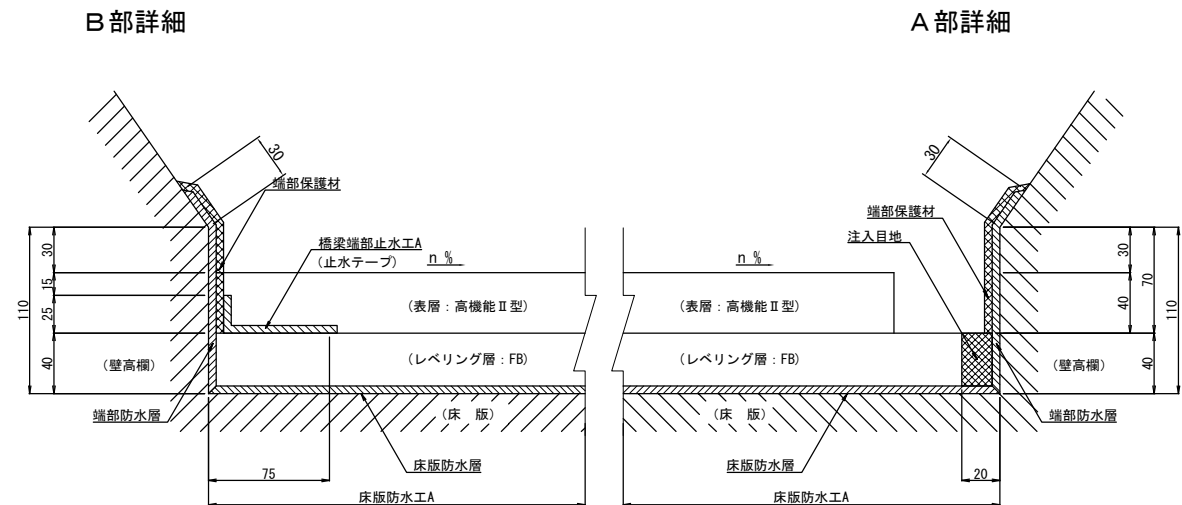 B部詳細
A部詳細
30
端部保護材
橋梁端部止水工A
(止水テープ)
n %
(表層：高機能Ⅱ型)
(レベリング層：FB)
(壁高欄)
端部防水層
(床　版)
床版防水層
75
床版防水工A
110
30
15
25
40
30
端部保護材
注入目地
n %
(表層：高機能Ⅱ型)
(レベリング層：FB)
(壁高欄)
端部防水層
(床　版)
床版防水層
20
床版防水工A
30
40
70
40
110